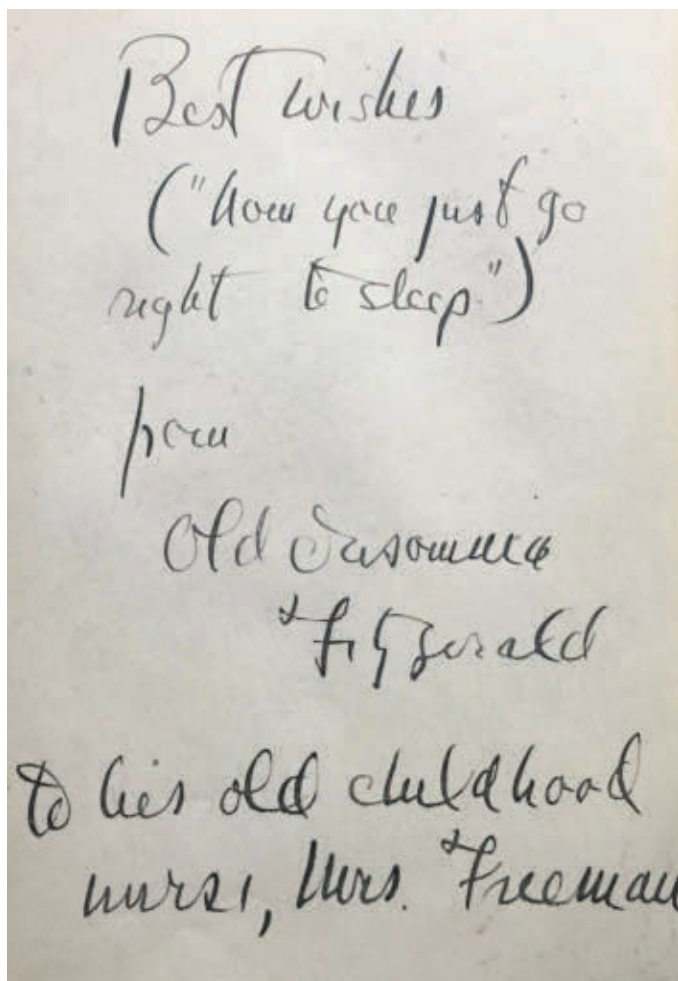 Best wishes
("Now you just go
right to sleep")
from
Old Insomnia
Fitzgerald
to his old childhood
nurse, Mrs. Freeman